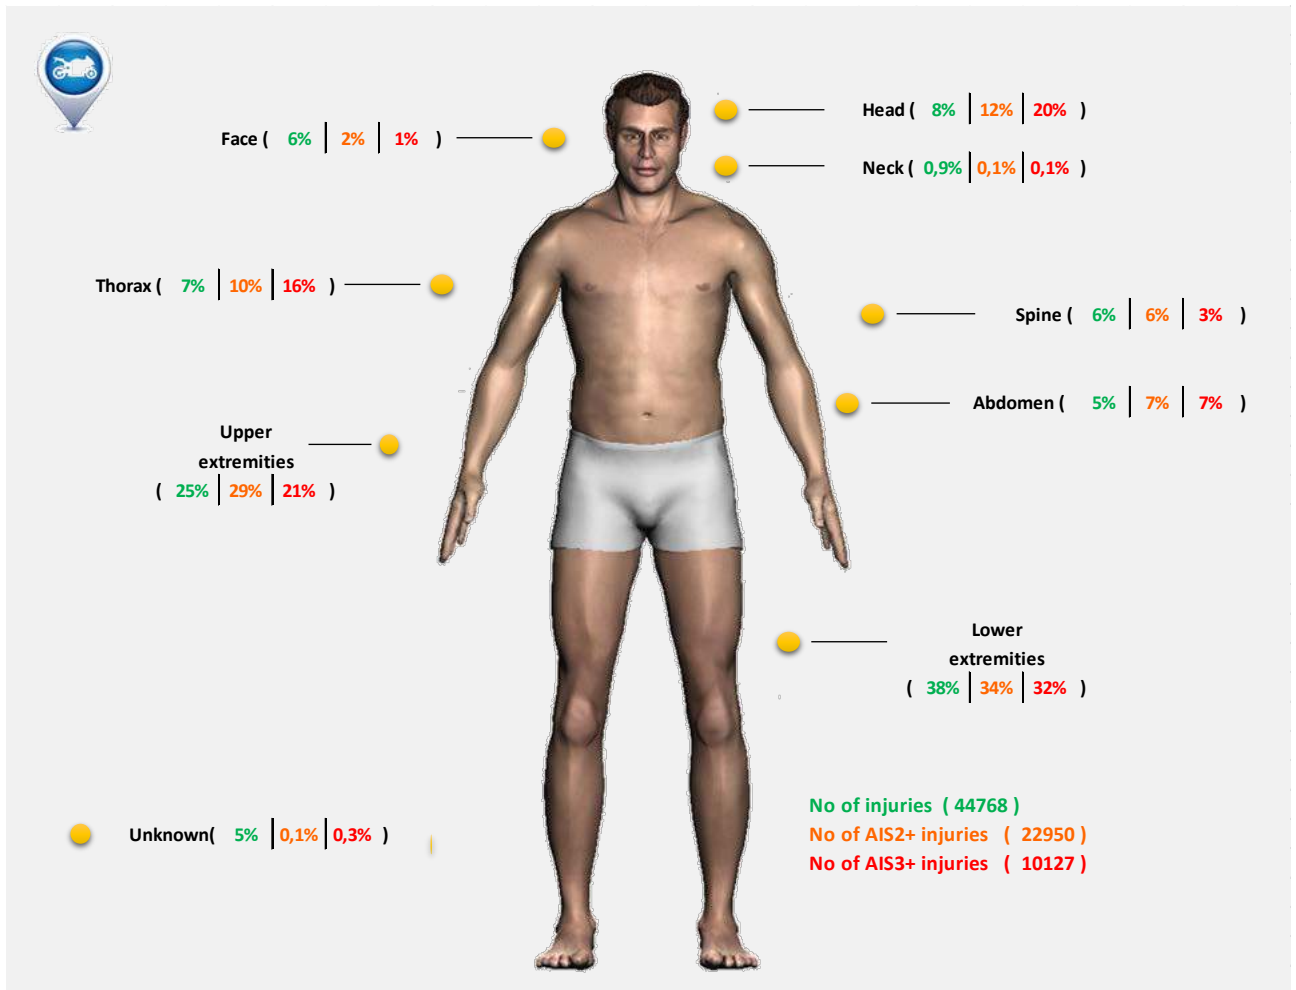 Head ( 8% | 12% | 20% )
Face ( 6% | 2% | 1% )
Neck ( 0,9% | 0,1% | 0,1% )
Thorax ( 7% | 10% | 16% )
Spine ( 6% | 6% | 3% )
Abdomen ( 5% | 7% | 7% )
Upper
extremities
( 25% | 29% | 21% )
Lower
extremities
( 38% | 34% | 32% )
No of injuries ( 44768 )
Unknown( 5% | 0,1% | 0,3% )
No of AIS2+ injuries ( 22950 )
No of AIS3+ injuries ( 10127 )